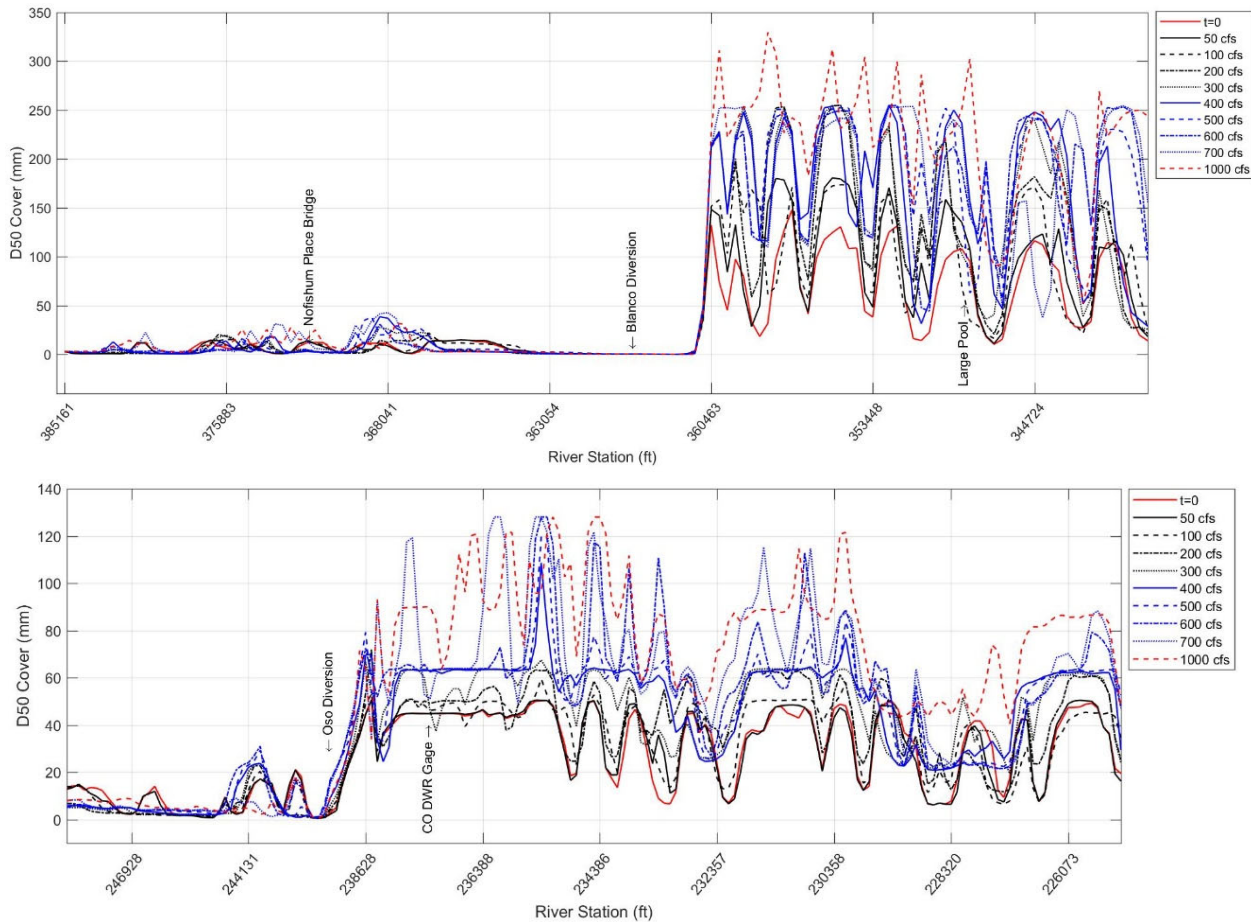 350
300
250
200
150
100
50
0
D50 Cover (mm)
Nofishum Place Bridge
Blanco Diversion
Large Pool
385161
375883
368041
363054
360463
353448
344724
River Station (ft)
t=0
50 cfs
100 cfs
200 cfs
300 cfs
400 cfs
500 cfs
600 cfs
700 cfs
1000 cfs
140
120
100
80
60
40
20
0
D50 Cover (mm)
Oso Diversion
CO DWR Gage
246928
244131
238628
236388
234386
232357
230358
228320
226073
River Station (ft)
t=0
50 cfs
100 cfs
200 cfs
300 cfs
400 cfs
500 cfs
600 cfs
700 cfs
1000 cfs